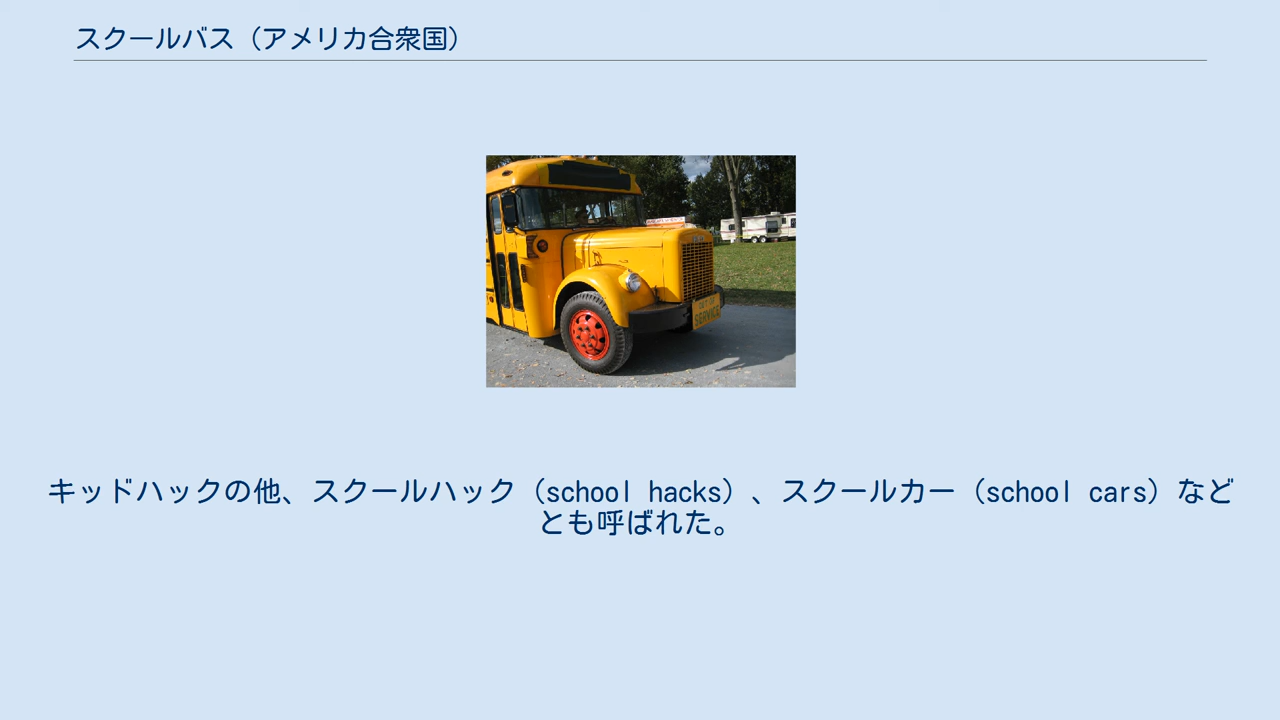 スクールバス（アメリカ合衆国）
SERVICE
キッドハックの他、スクールハック（school hacks）、スクールカー（school cars）など
とも呼ばれた。